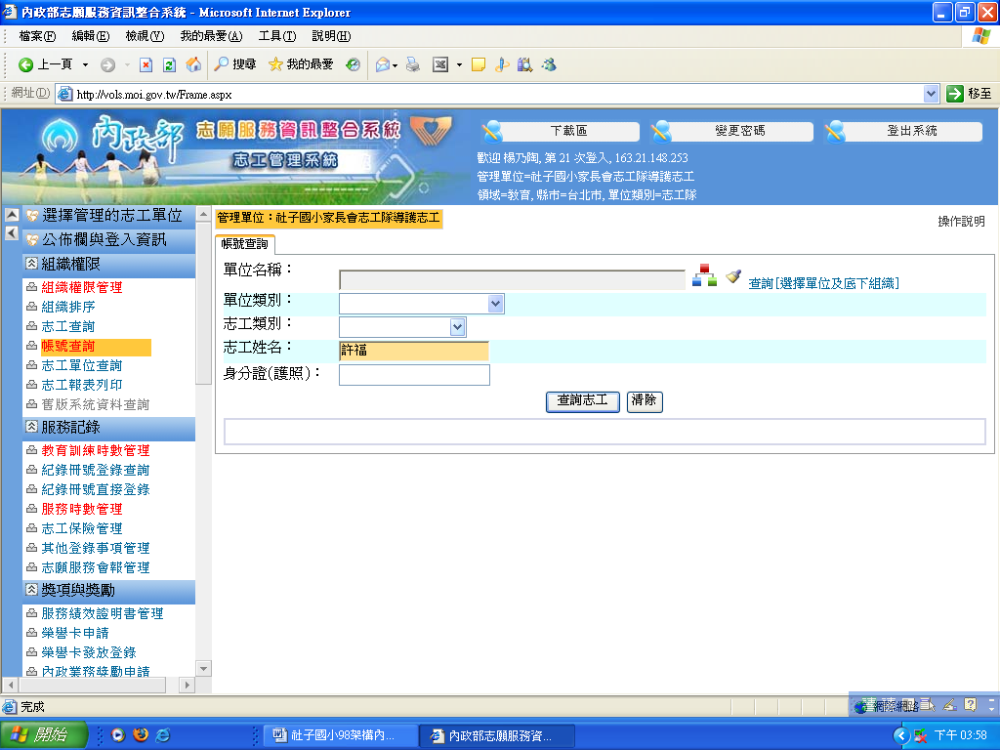 內政部志願服務資訊整合系統 - Microsoft Internet Explorer
檔案(F) 編輯(E) 檢視(V) 我的最愛(A) 工具(T) 說明(H)
上一頁 搜尋 我的最愛
網址(D) http://vols.moi.gov.tw/Frame.aspx 移至
內政部 志願服務資訊整合系統
志工管理系統
下載區 變更密碼 登出系統
歡迎 楊乃陶, 第 21 次登入, 163.21.148.253
管理單位=社子國小家長會志工隊導護志工
領域=教育, 縣市=台北市, 單位類別=志工隊
選擇管理的志工單位
公佈欄與登入資訊
組織權限
組織權限管理
組織排序
志工查詢
帳號查詢
志工單位查詢
志工報表列印
舊版系統資料查詢
服務記錄
教育訓練時數管理
紀錄冊號登錄查詢
紀錄冊號直接登錄
服務時數管理
志工保險管理
其他登錄事項管理
志願服務會報管理
獎項與獎勵
服務績效證明書管理
榮譽卡申請
榮譽卡發放登錄
內政業務獎勵申請
管理單位：社子國小家長會志工隊導護志工
操作說明
帳號查詢
單位名稱：
查詢[選擇單位及底下組織]
單位類別：
志工類別：
志工姓名： 許福
身分證(護照)：
查詢志工 清除
完成
網際網路
開始 社子國小98架構內... 內政部志願服務資... 下午 03:58